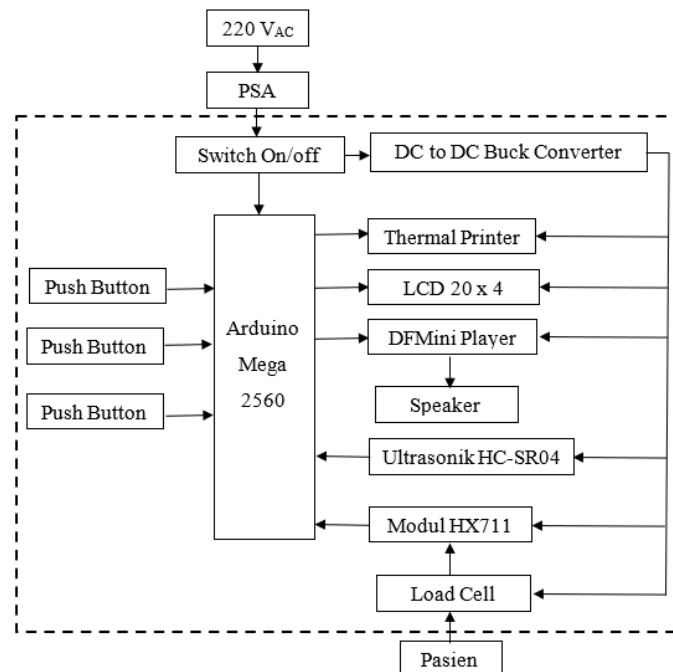 220 VAC
PSA
Switch On/off
DC to DC Buck Converter
Thermal Printer
Push Button
LCD 20 x 4
Arduino
Mega
2560
Push Button
DFMini Player
Push Button
Speaker
Ultrasonik HC-SR04
Modul HX711
Load Cell
Pasien